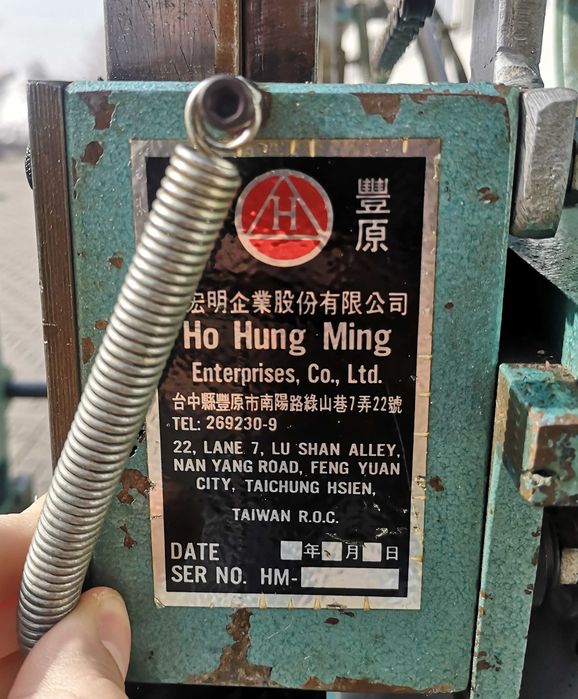 H
豐原
宏明企業股份有限公司
Ho Hung Ming
Enterprises, Co., Ltd.
台中縣豐原市南陽路綠山巷7弄22號
TEL: 269230-9
22, LANE 7, LU SHAN ALLEY,
NAN YANG ROAD, FENG YUAN
CITY, TAICHUNG HSIEN,
TAIWAN R.O.C.
DATE 年 月 日
SER NO. HM-